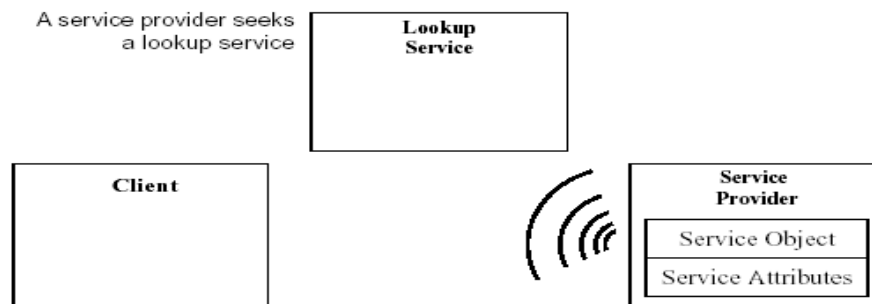 A service provider seeks
a lookup service
Lookup
Service
Client
Service
Provider
Service Object
Service Attributes